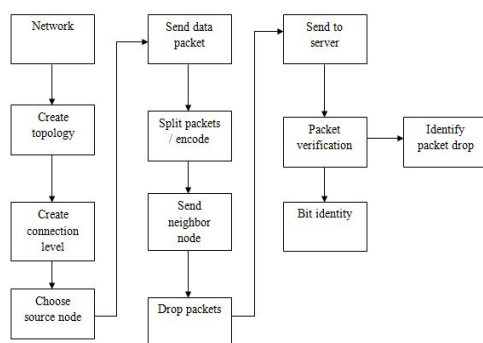 Network
Create
topology
Create
connection
level
Choose
source node
Send data
packet
Split packets
/ encode
Send
neighbor
node
Drop packets
Send to
server
Packet
verification
Identify
packet drop
Bit identity